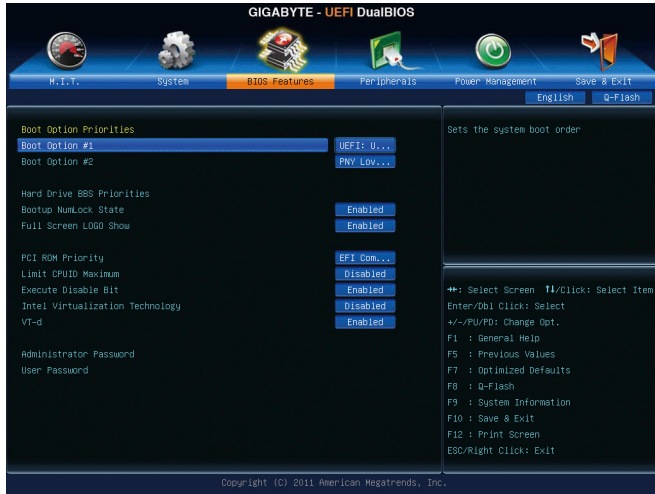 GIGABYTE - UEFI DualBIOS
M.I.T. System BIOS Features Peripherals Power Management Save & Exit
English Q-Flash
Boot Option Priorities
Boot Option #1 UEFI: U...
Boot Option #2 PNY Lov...
Hard Drive BBS Priorities
Bootup NumLock State Enabled
Full Screen LOGO Show Enabled
PCI ROM Priority EFI Com...
Limit CPUID Maximum Disabled
Execute Disable Bit Enabled
Intel Virtualization Technology Disabled
VT-d Enabled
Administrator Password
User Password
Sets the system boot order
→←: Select Screen ↑↓/Click: Select Item
Enter/Dbl Click: Select
+/-/PU/PD: Change Opt.
F1 : General Help
F5 : Previous Values
F7 : Optimized Defaults
F8 : Q-Flash
F9 : System Information
F10 : Save & Exit
F12 : Print Screen
ESC/Right Click: Exit
Copyright (C) 2011 American Megatrends, Inc.